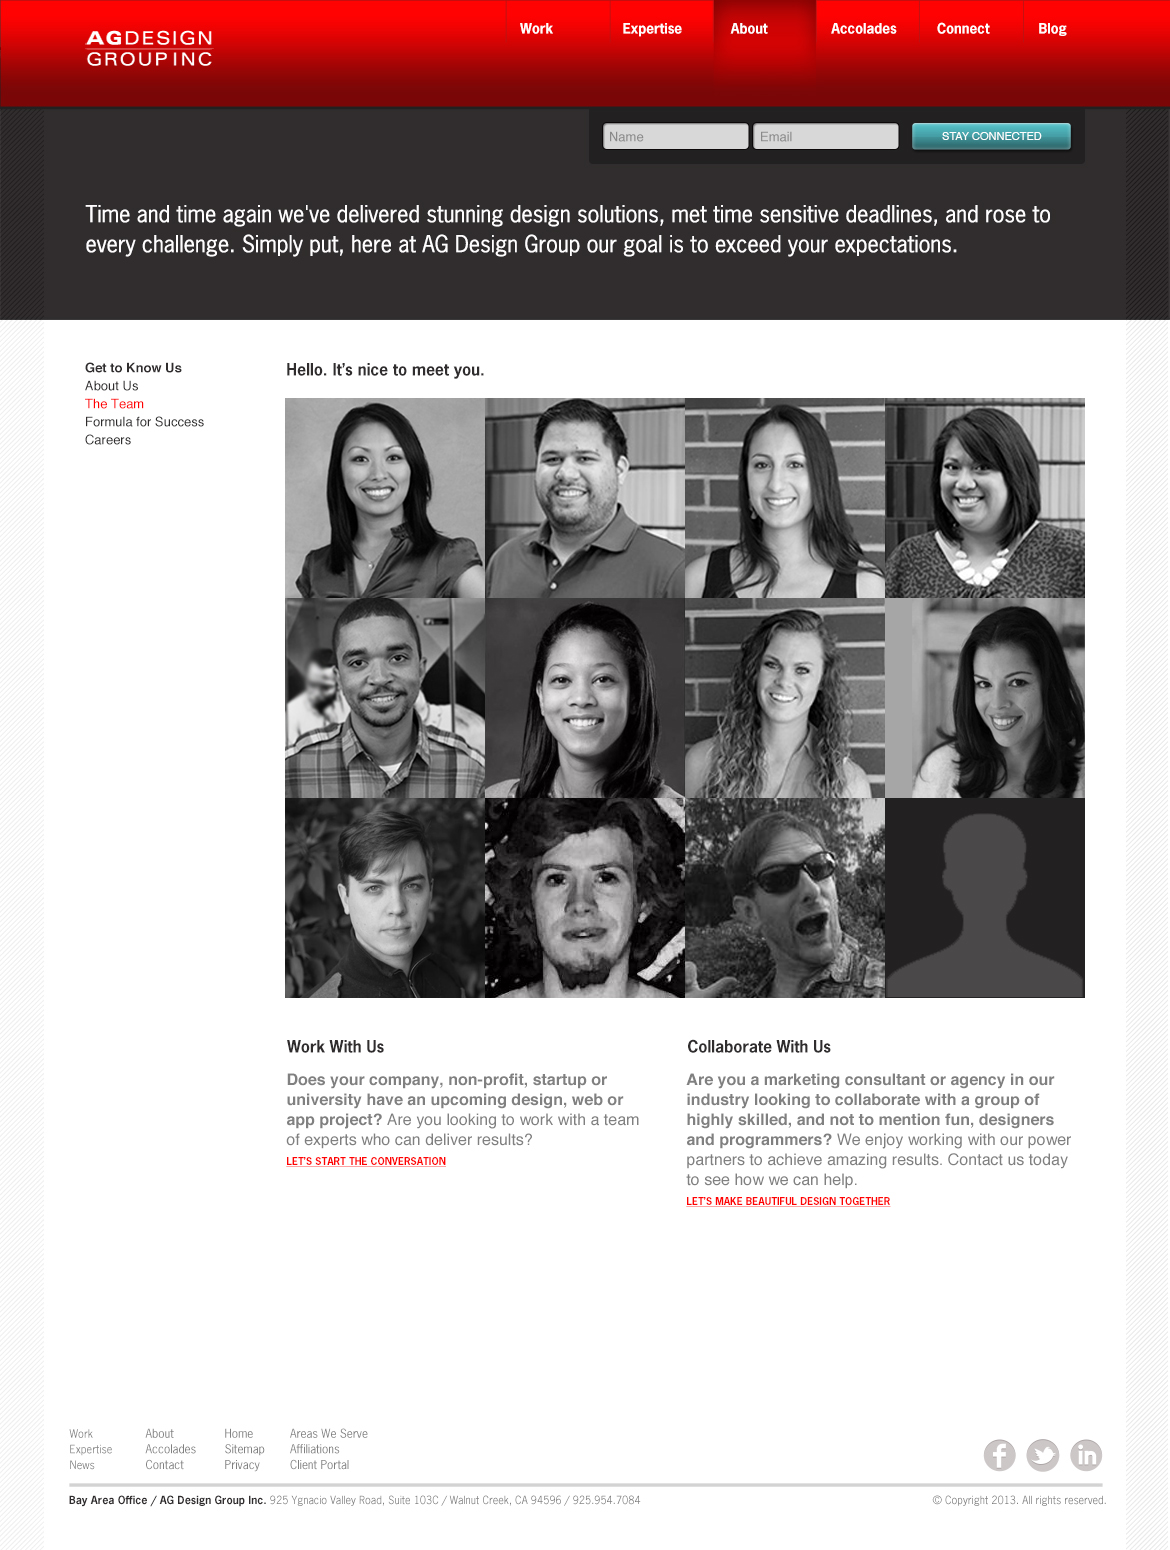 AGDESIGN
GROUPINC
Work
Expertise
About
Accolades
Connect
Blog
Name
Email
STAY CONNECTED
Time and time again we've delivered stunning design solutions, met time sensitive deadlines, and rose to
every challenge. Simply put, here at AG Design Group our goal is to exceed your expectations.
Get to Know Us
About Us
The Team
Formula for Success
Careers
Hello. It's nice to meet you.
Work With Us
Does your company, non-profit, startup or
university have an upcoming design, web or
app project? Are you looking to work with a team
of experts who can deliver results?
LET'S START THE CONVERSATION
Collaborate With Us
Are you a marketing consultant or agency in our
industry looking to collaborate with a group of
highly skilled, and not to mention fun, designers
and programmers? We enjoy working with our power
partners to achieve amazing results. Contact us today
to see how we can help.
LET'S MAKE BEAUTIFUL DESIGN TOGETHER
Work
Expertise
News
About
Accolades
Contact
Home
Sitemap
Privacy
Areas We Serve
Affiliations
Client Portal
Bay Area Office / AG Design Group Inc. 925 Ygnacio Valley Road, Suite 103C / Walnut Creek, CA 94596 / 925.954.7084
© Copyright 2013. All rights reserved.